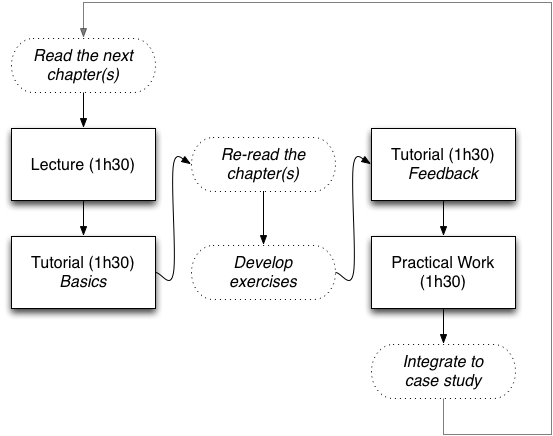 Read the next
chapter(s)
Lecture (1h30)
Tutorial (1h30)
Basics
Re-read the
chapter(s)
Develop
exercises
Tutorial (1h30)
Feedback
Practical Work
(1h30)
Integrate to
case study